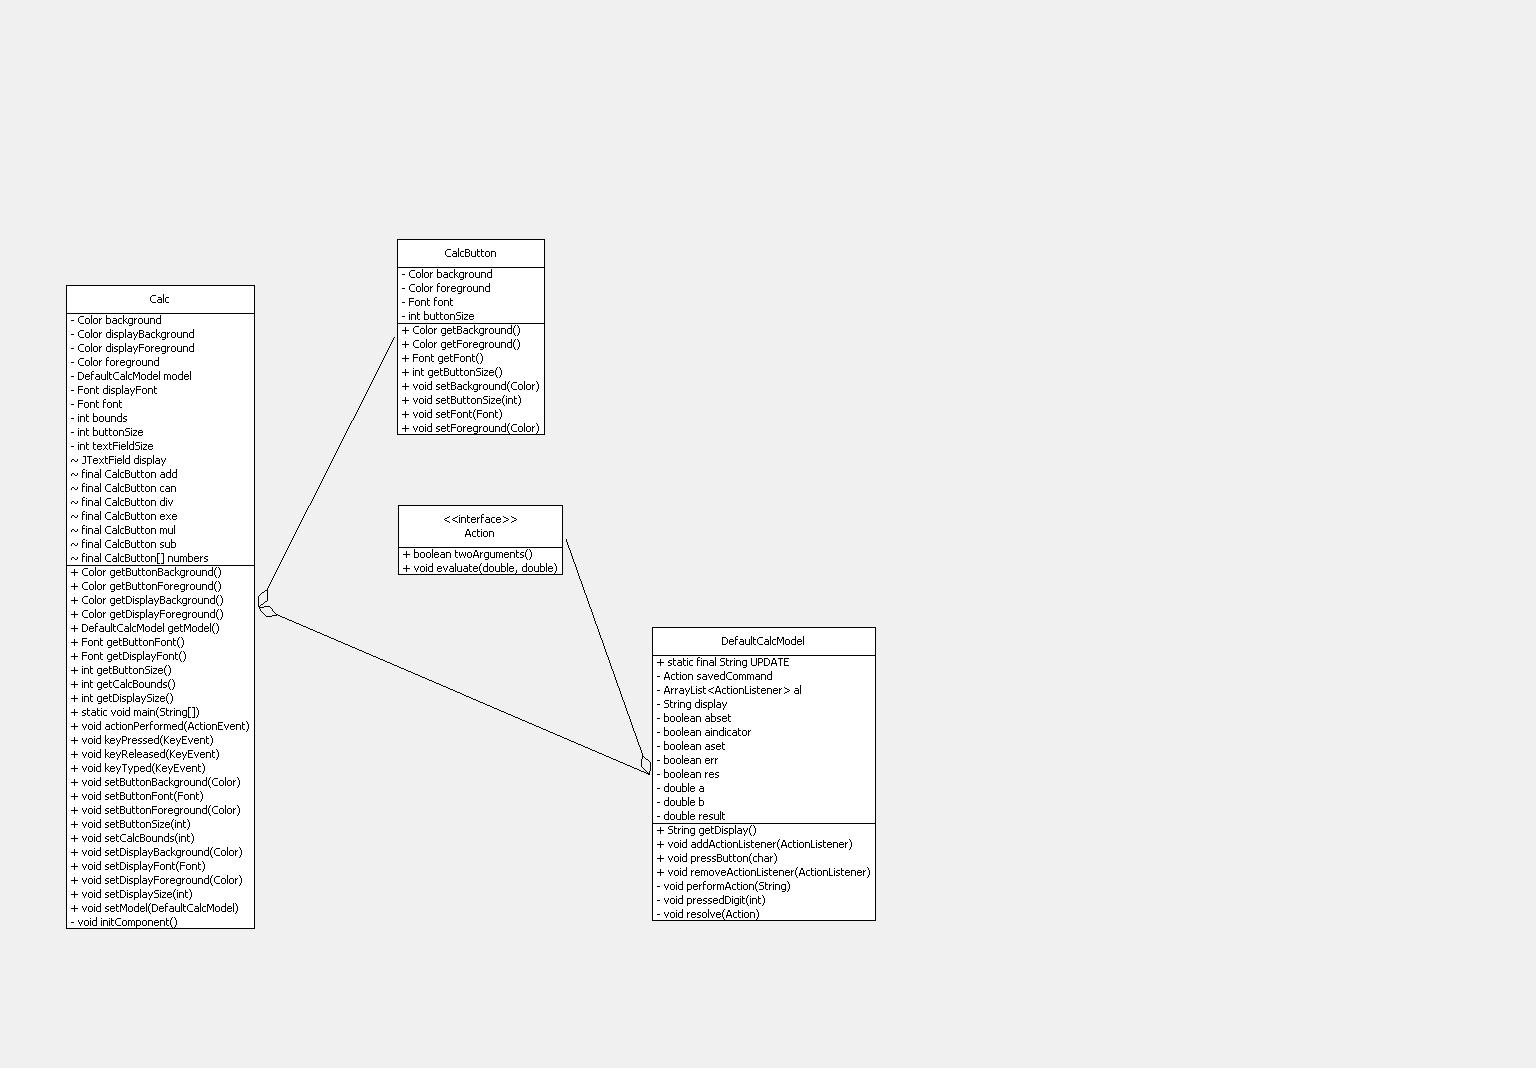 CalcButton
- Color background
- Color foreground
- Font font
- int buttonSize
+ Color getBackground()
+ Color getForeground()
+ Font getFont()
+ int getButtonSize()
+ void setBackground(Color)
+ void setButtonSize(int)
+ void setFont(Font)
+ void setForeground(Color)
Calc
- Color background
- Color displayBackground
- Color displayForeground
- Color foreground
- DefaultCalcModel model
- Font displayFont
- Font font
- int bounds
- int buttonSize
- int textFieldSize
~ JTextField display
~ final CalcButton add
~ final CalcButton can
~ final CalcButton div
~ final CalcButton exe
~ final CalcButton mul
~ final CalcButton sub
~ final CalcButton[] numbers
+ Color getButtonBackground()
+ Color getButtonForeground()
+ Color getDisplayBackground()
+ Color getDisplayForeground()
+ DefaultCalcModel getModel()
+ Font getButtonFont()
+ Font getDisplayFont()
+ int getButtonSize()
+ int getCalcBounds()
+ int getDisplaySize()
+ static void main(String[])
+ void actionPerformed(ActionEvent)
+ void keyPressed(KeyEvent)
+ void keyReleased(KeyEvent)
+ void keyTyped(KeyEvent)
+ void setButtonBackground(Color)
+ void setButtonFont(Font)
+ void setButtonForeground(Color)
+ void setButtonSize(int)
+ void setCalcBounds(int)
+ void setDisplayBackground(Color)
+ void setDisplayFont(Font)
+ void setDisplayForeground(Color)
+ void setDisplaySize(int)
+ void setModel(DefaultCalcModel)
- void initComponent()
<<interface>>
Action
+ boolean twoArguments()
+ void evaluate(double, double)
DefaultCalcModel
+ static final String UPDATE
- Action savedCommand
- ArrayList<ActionListener> al
- String display
- boolean abset
- boolean aindicator
- boolean aset
- boolean err
- boolean res
- double a
- double b
- double result
+ String getDisplay()
+ void addActionListener(ActionListener)
+ void pressButton(char)
+ void removeActionListener(ActionListener)
- void performAction(String)
- void pressedDigit(int)
- void resolve(Action)